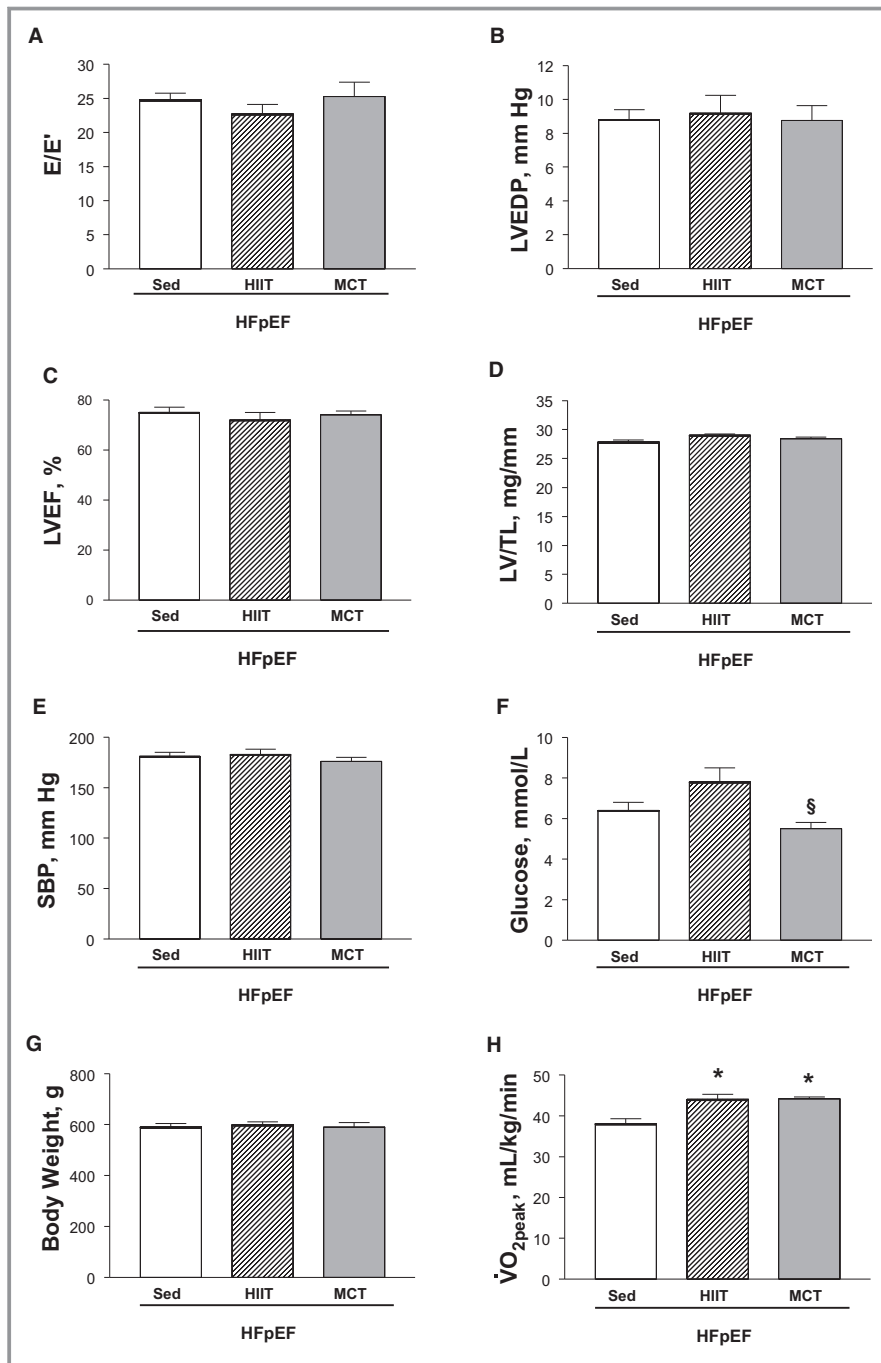 A
E/E'
30
25
20
15
10
5
0
Sed HIIT MCT
HFpEF
B
LVEDP, mm Hg
12
10
8
6
4
2
0
Sed HIIT MCT
HFpEF
C
LVEF, %
80
60
40
20
0
Sed HIIT MCT
HFpEF
D
LV/TL, mg/mm
35
30
25
20
15
10
5
0
Sed HIIT MCT
HFpEF
E
SBP, mm Hg
200
150
100
50
0
Sed HIIT MCT
HFpEF
F
Glucose, mmol/L
10
8
6
4
2
0
§
Sed HIIT MCT
HFpEF
G
Body Weight, g
800
600
400
200
0
Sed HIIT MCT
HFpEF
H
V̇O2peak, mL/kg/min
50
40
30
20
10
0
* *
Sed HIIT MCT
HFpEF